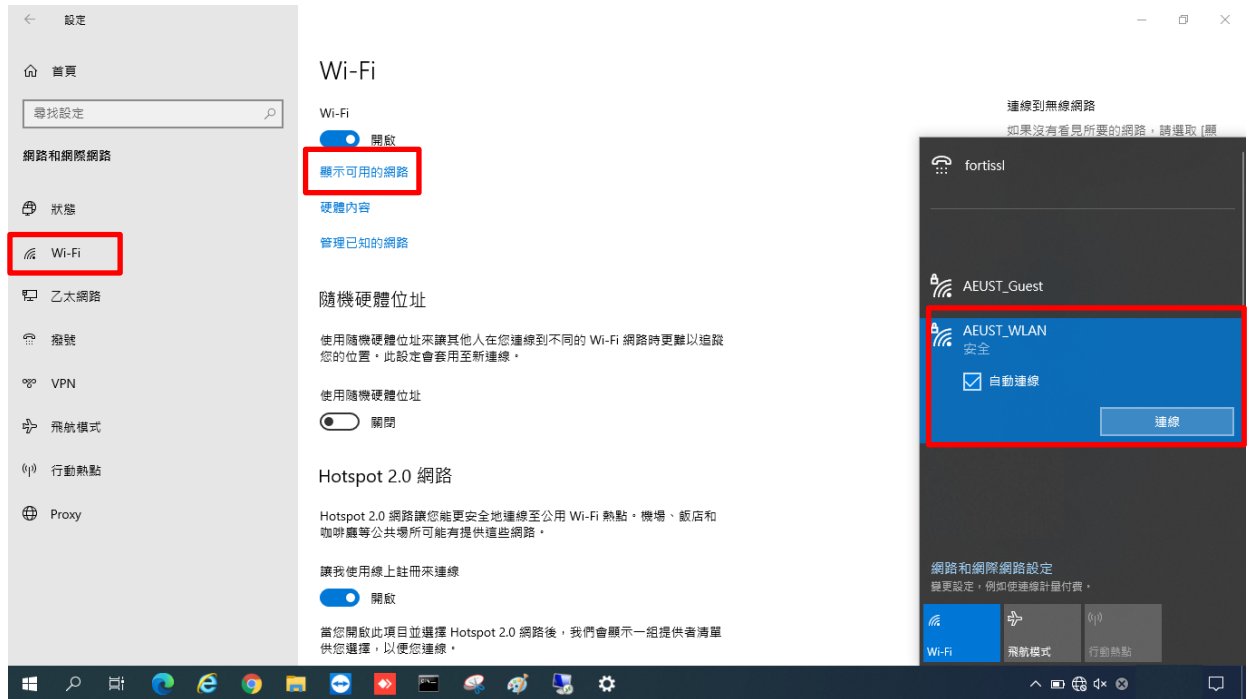 設定
首頁
尋找設定
網路和網際網路
狀態
Wi-Fi
乙太網路
撥號
VPN
飛航模式
行動熱點
Proxy
Wi-Fi
Wi-Fi
開啟
顯示可用的網路
硬體內容
管理已知的網路
隨機硬體位址
使用隨機硬體位址來讓其他人在您連線到不同的 Wi-Fi 網路時更難以追蹤
您的位置。此設定會套用至新連線。
使用隨機硬體位址
關閉
Hotspot 2.0 網路
Hotspot 2.0 網路讓您能更安全地連線至公用 Wi-Fi 熱點。機場、飯店和
咖啡廳等公共場所可能有提供這些網路。
讓我使用線上註冊來連線
開啟
當您開啟此項目並選擇 Hotspot 2.0 網路後，我們會顯示一組提供者清單
供您選擇，以便您連線。
連線到無線網路
如果沒有看見所要的網路，請選取 [顯
fortissl
AEUST_Guest
AEUST_WLAN
安全
自動連線
連線
網路和網際網路設定
變更設定，例如使連線計量付費。
Wi-Fi
飛航模式
行動熱點